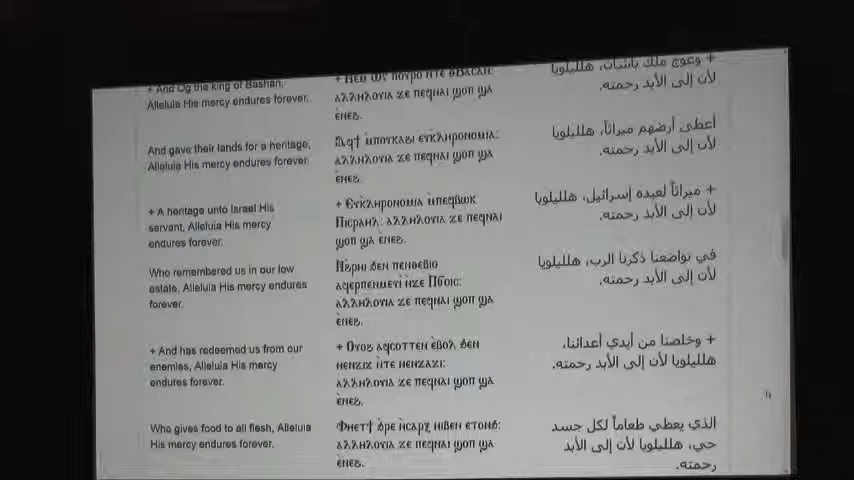 + And Og the king of Bashan,
Alleluia His mercy endures forever.
+ Ⲛⲉⲙ Ⲱⲅ ⲡⲟⲩⲣⲟ ⲛⲧⲉ ⲑⲂⲁⲥⲁⲛ:
ⲁⲗⲗⲏⲗⲟⲩⲓⲁ ϫⲉ ⲡⲉϥⲛⲁⲓ ϣⲟⲡ ϣⲁ
ⲉ̀ⲛⲉϩ.
+ وعوج ملك باشان، هلليلويا
لأن إلى الأبد رحمته.
And gave their lands for a heritage,
Alleluia His mercy endures forever.
Ⲁϥϯ ⲙ̀ⲡⲟⲩⲕⲁϩⲓ ⲉⲩⲕⲗⲏⲣⲟⲛⲟⲙⲓⲁ:
ⲁⲗⲗⲏⲗⲟⲩⲓⲁ ϫⲉ ⲡⲉϥⲛⲁⲓ ϣⲟⲡ ϣⲁ
ⲉ̀ⲛⲉϩ.
أعطى أرضهم ميراثاً، هلليلويا
لأن إلى الأبد رحمته.
+ A heritage unto Israel His
servant, Alleluia His mercy
endures forever.
+ Ⲉⲩⲕⲗⲏⲣⲟⲛⲟⲙⲓⲁ ⲙ̀ⲡⲉϥⲃⲱⲕ
Ⲡⲓⲥⲣⲁⲏⲗ: ⲁⲗⲗⲏⲗⲟⲩⲓⲁ ϫⲉ ⲡⲉϥⲛⲁⲓ
ϣⲟⲡ ϣⲁ ⲉ̀ⲛⲉϩ.
+ ميراثاً لعبده إسرائيل، هلليلويا
لأن إلى الأبد رحمته.
Who remembered us in our low
estate, Alleluia His mercy endures
forever.
Ⲛ̀ϩⲣⲏⲓ ϧⲉⲛ ⲡⲉⲛⲑⲉⲃⲓⲟ
ⲁϥⲉⲣⲡⲉⲛⲙⲉⲩⲓ̀ ⲛ̀ϫⲉ Ⲡϭⲟⲓⲥ:
ⲁⲗⲗⲏⲗⲟⲩⲓⲁ ϫⲉ ⲡⲉϥⲛⲁⲓ ϣⲟⲡ ϣⲁ
ⲉ̀ⲛⲉϩ.
في تواضعنا ذكرنا الرب، هلليلويا
لأن إلى الأبد رحمته.
+ And has redeemed us from our
enemies, Alleluia His mercy
endures forever.
+ Ⲟⲩⲟϩ ⲁϥⲥⲟⲧⲧⲉⲛ ⲉ̀ⲃⲟⲗ ϧⲉⲛ
ⲛⲉⲛϫⲓϫ ⲛ̀ⲧⲉ ⲛⲉⲛϫⲁϫⲓ:
ⲁⲗⲗⲏⲗⲟⲩⲓⲁ ϫⲉ ⲡⲉϥⲛⲁⲓ ϣⲟⲡ ϣⲁ
ⲉ̀ⲛⲉϩ.
+ وخلصنا من أيدي أعدائنا،
هلليلويا لأن إلى الأبد رحمته.
Who gives food to all flesh, Alleluia
His mercy endures forever.
Ⲫⲏⲉⲧϯ ϧ̀ⲣⲉ ⲛ̀ⲥⲁⲣⲝ ⲛⲓⲃⲉⲛ ⲉⲧⲟⲛϧ:
ⲁⲗⲗⲏⲗⲟⲩⲓⲁ ϫⲉ ⲡⲉϥⲛⲁⲓ ϣⲟⲡ ϣⲁ
ⲉ̀ⲛⲉϩ.
الذي يعطي طعاماً لكل جسد
حي، هلليلويا لأن إلى الأبد
رحمته.